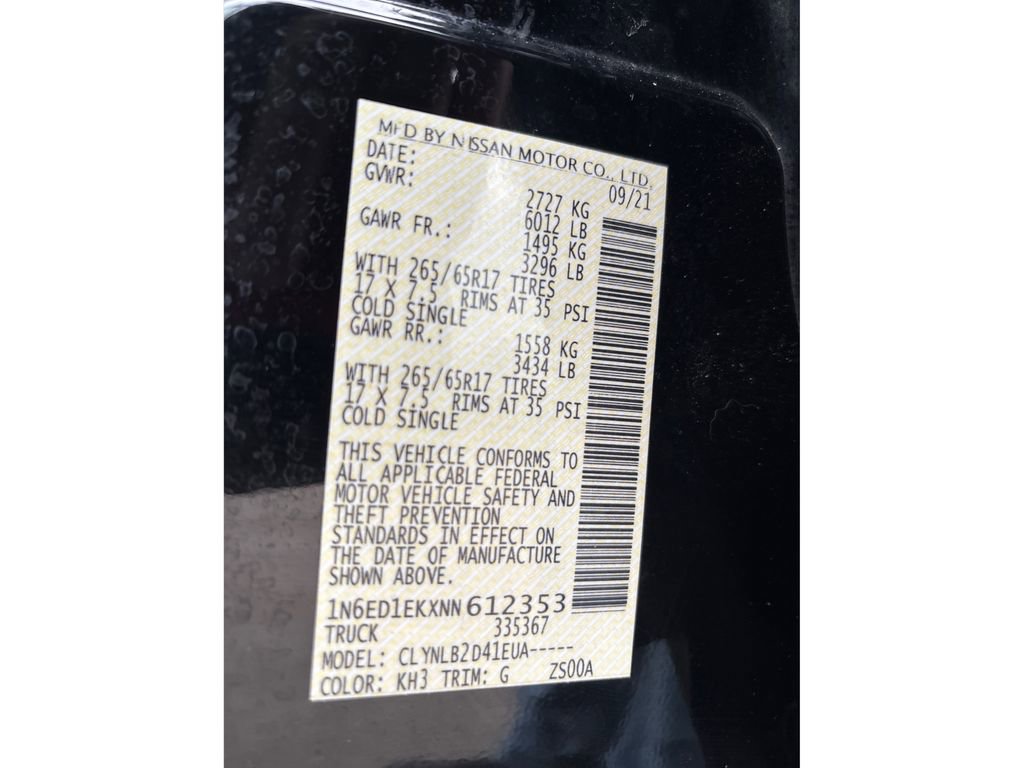 MFD BY NISSAN MOTOR CO., LTD.
DATE: 09/21
GVWR: 2727 KG
6012 LB
GAWR FR.: 1495 KG
3296 LB
WITH 265/65R17 TIRES
17 X 7.5 RIMS AT 35 PSI
COLD SINGLE
GAWR RR.: 1558 KG
3434 LB
WITH 265/65R17 TIRES
17 X 7.5 RIMS AT 35 PSI
COLD SINGLE
THIS VEHICLE CONFORMS TO
ALL APPLICABLE FEDERAL
MOTOR VEHICLE SAFETY AND
THEFT PREVENTION
STANDARDS IN EFFECT ON
THE DATE OF MANUFACTURE
SHOWN ABOVE.
1N6ED1EKXNN612353
TRUCK 335367
MODEL: CLYNLB2D41EUA-----
COLOR: KH3 TRIM: G ZS00A